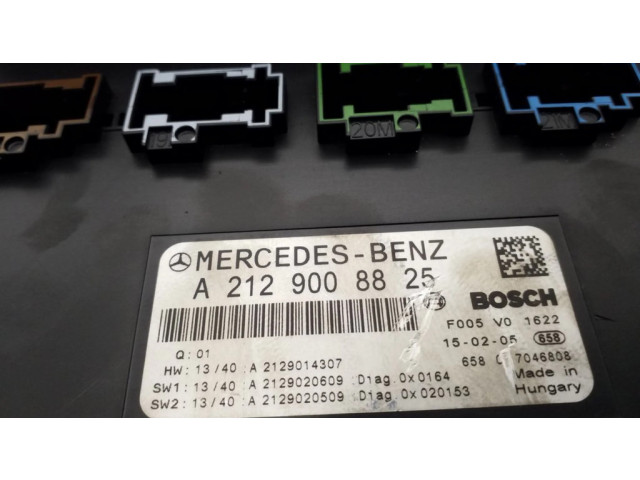 20M
MERCEDES-BENZ
A 212 900 88 25
BOSCH
F005 V0 1622
15-02-05 658
Q: 01
HW: 13/40 :A 2129014307
658 7046808
SW1: 13/40 :A 2129020609 :Diag.0x0164
Made in
SW2: 13/40 :A 2129020509 :Diag.0x020153
Hungary